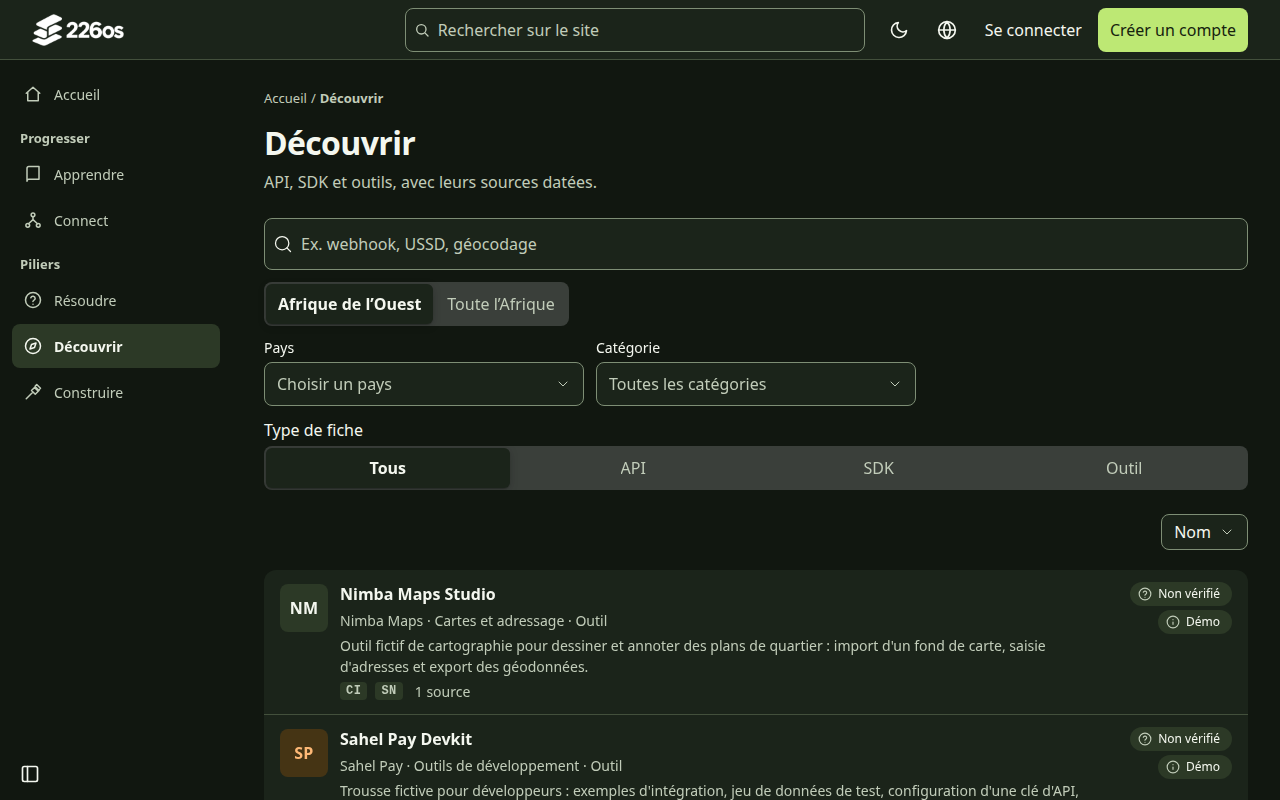 226os
Rechercher sur le site
Se connecter
Créer un compte
Accueil
Progresser
Apprendre
Connect
Piliers
Résoudre
Découvrir
Construire
Accueil / Découvrir
Découvrir
API, SDK et outils, avec leurs sources datées.
Ex. webhook, USSD, géocodage
Afrique de l’Ouest
Toute l’Afrique
Pays
Catégorie
Choisir un pays
Toutes les catégories
Type de fiche
Tous
API
SDK
Outil
Nom
NM
Nimba Maps Studio
Non vérifié
Nimba Maps · Cartes et adressage · Outil
Démo
Outil fictif de cartographie pour dessiner et annoter des plans de quartier : import d'un fond de carte, saisie
d'adresses et export des géodonnées.
CI SN 1 source
SP
Sahel Pay Devkit
Non vérifié
Sahel Pay · Outils de développement · Outil
Démo
Trousse fictive pour développeurs : exemples d'intégration, jeu de données de test, configuration d'une clé d'API,